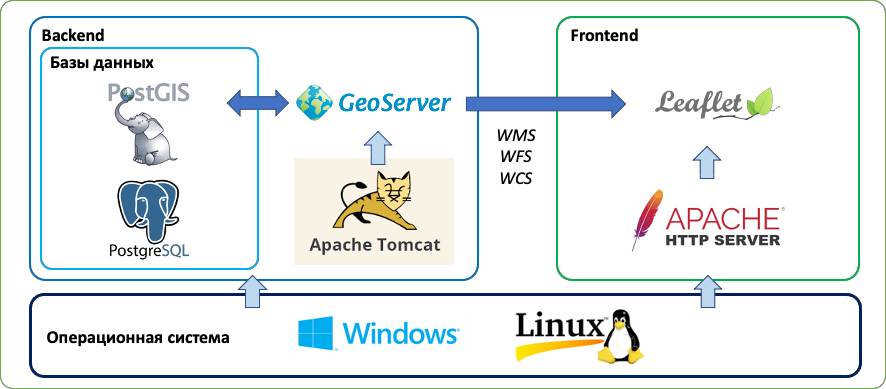 Backend
Базы данных
PostGIS
PostgreSQL
GeoServer
Apache Tomcat
WMS
WFS
WCS
Frontend
Leaflet
APACHE®
HTTP SERVER
Операционная система
Windows®
Linux™